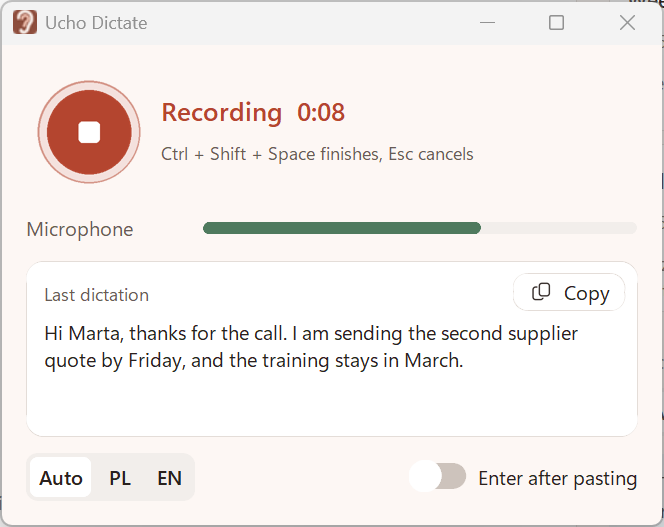 Ucho Dictate
Recording 0:08
Ctrl + Shift + Space finishes, Esc cancels
Microphone
Last dictation
Copy
Hi Marta, thanks for the call. I am sending the second supplier
quote by Friday, and the training stays in March.
Auto PL EN
Enter after pasting